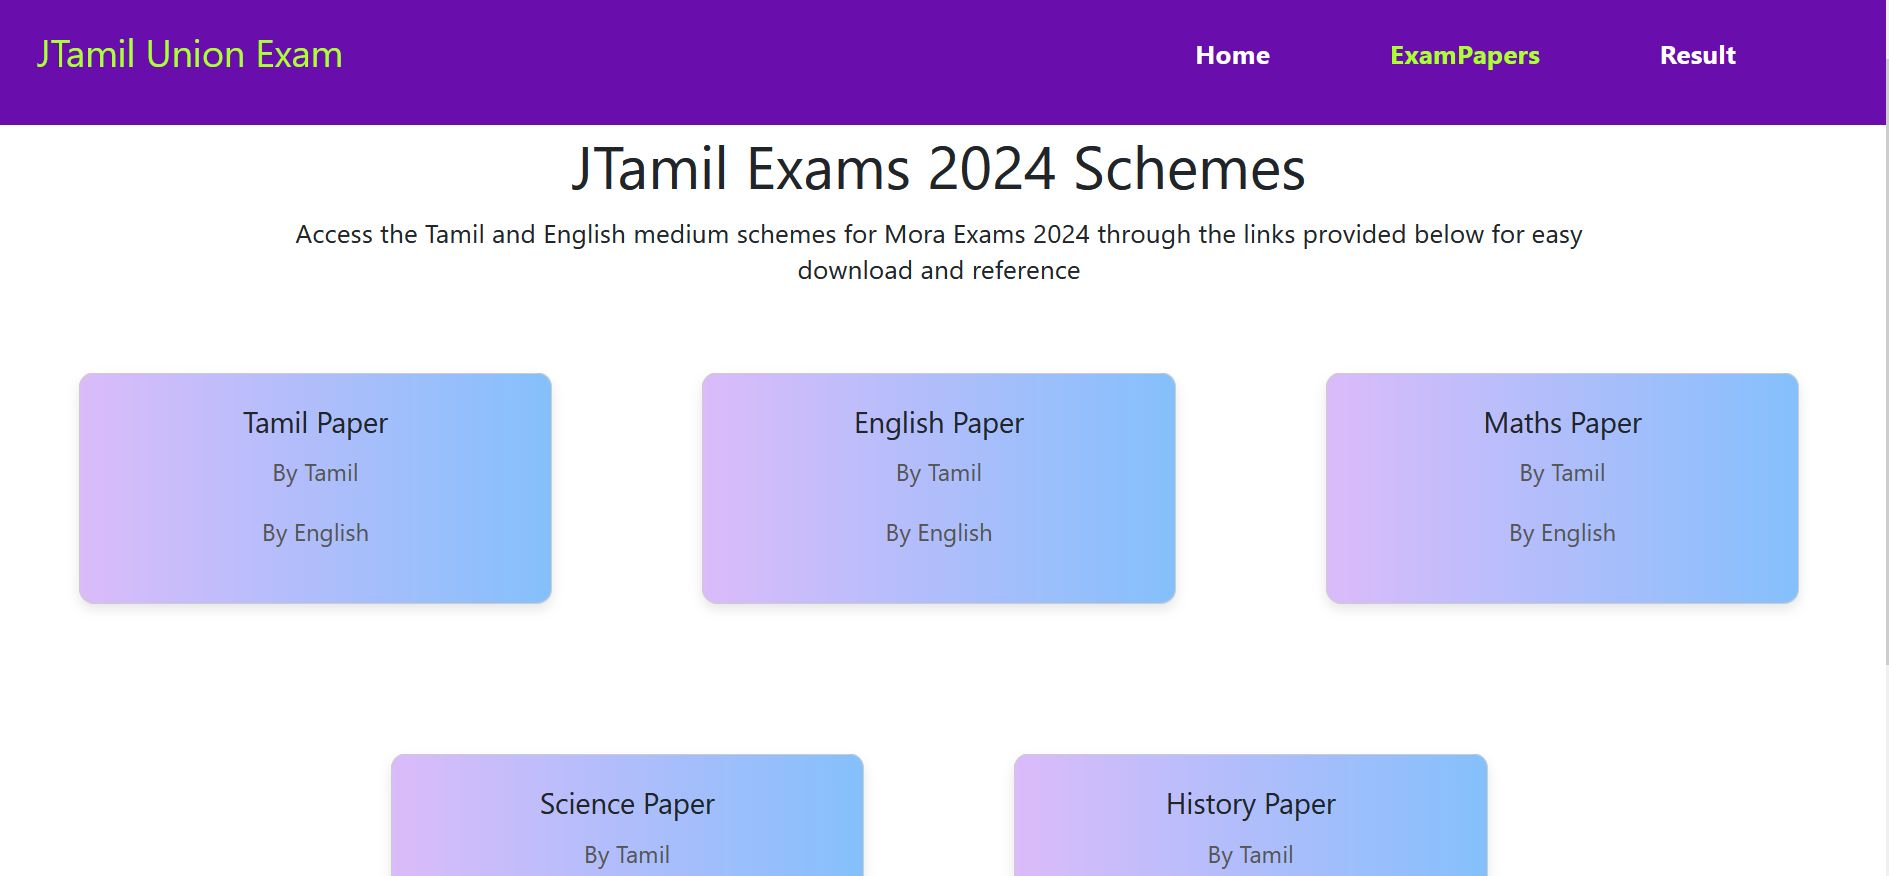 JTamil Union Exam
Home
ExamPapers
Result
JTamil Exams 2024 Schemes
Access the Tamil and English medium schemes for Mora Exams 2024 through the links provided below for easy
download and reference
Tamil Paper
By Tamil
By English
English Paper
By Tamil
By English
Maths Paper
By Tamil
By English
Science Paper
By Tamil
History Paper
By Tamil